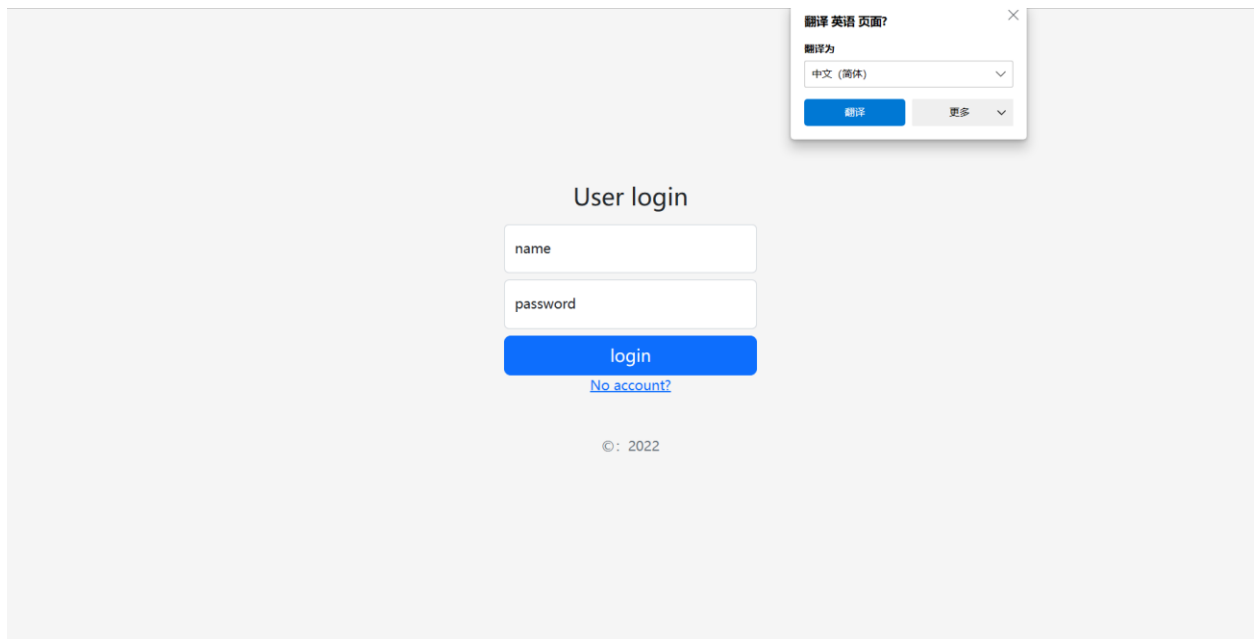 翻译 英语 页面?
翻译为
中文 (简体)
翻译 更多
User login
name
password
login
No account?
©: 2022